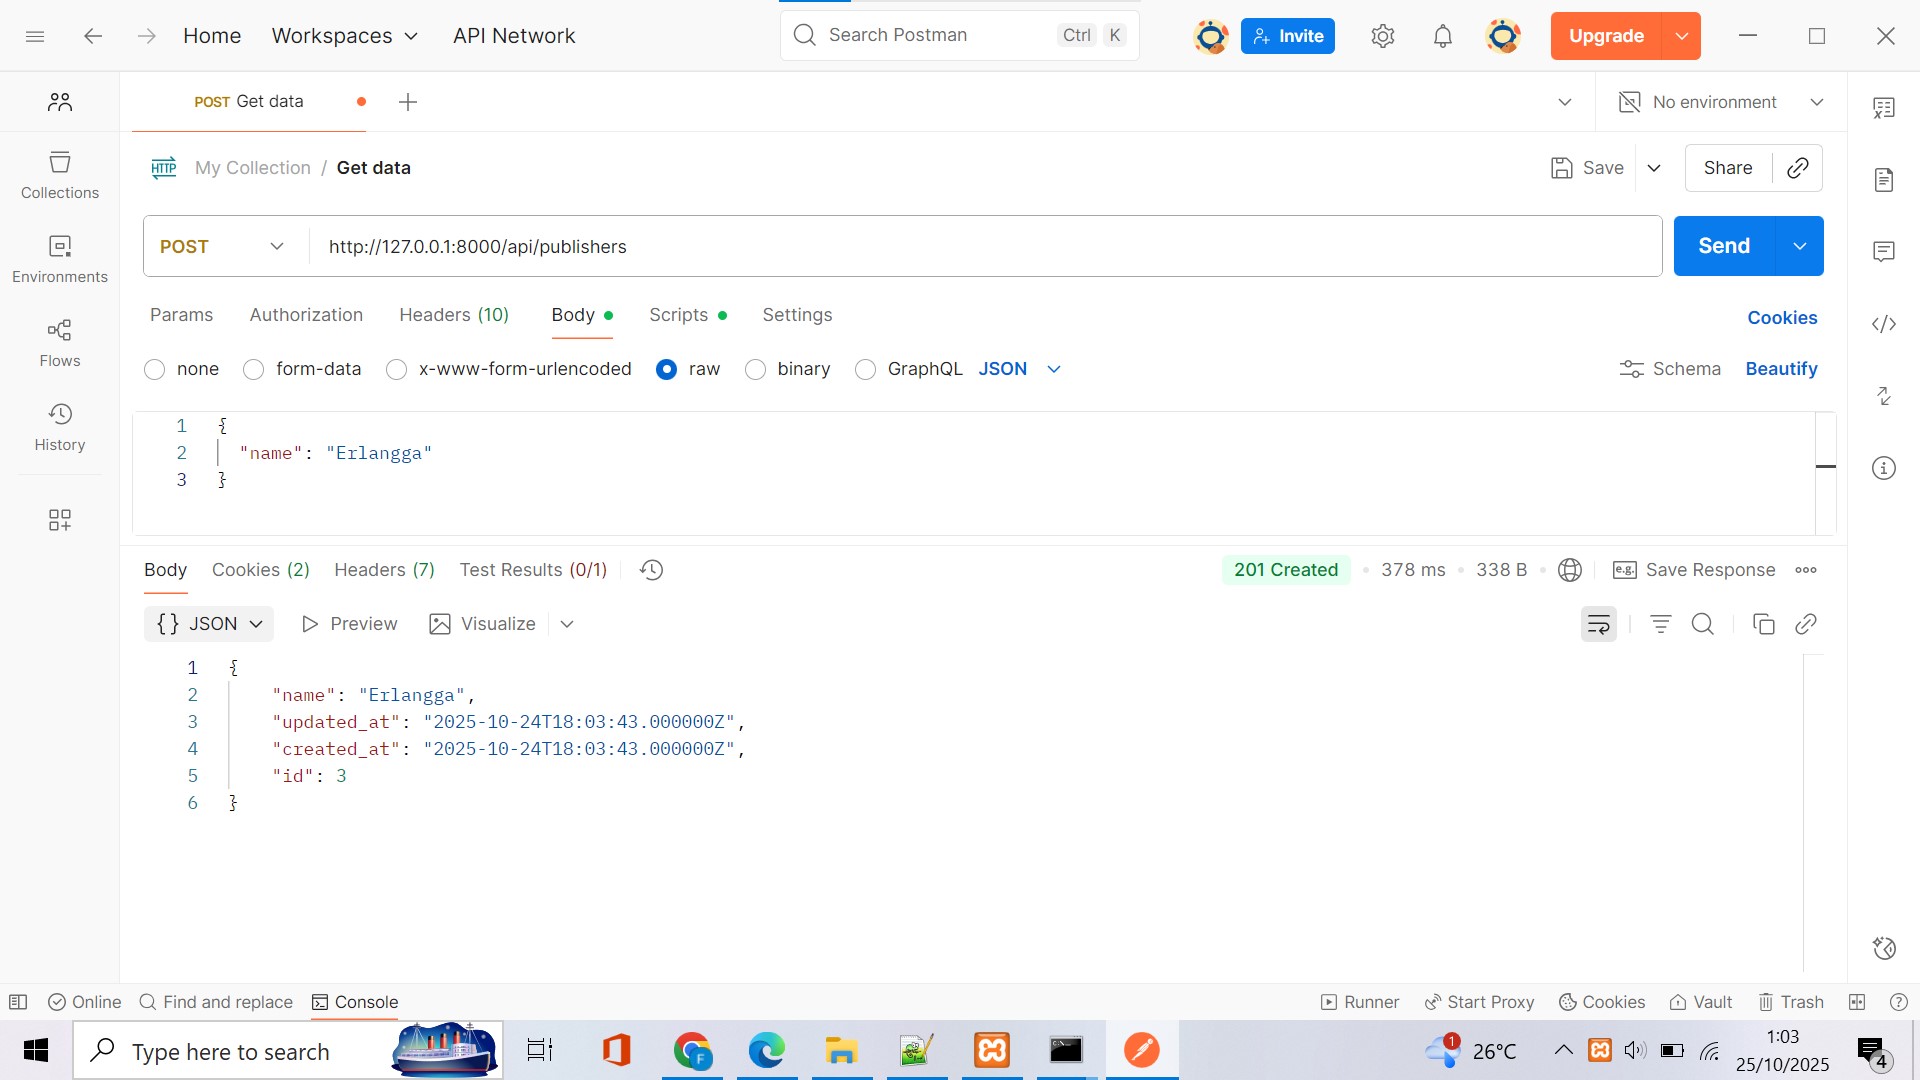 Home Workspaces API Network Search Postman Ctrl K Invite Upgrade
POST Get data No environment
HTTP My Collection / Get data Save Share
Collections
POST http://127.0.0.1:8000/api/publishers Send
Environments
Params Authorization Headers (10) Body Scripts Settings Cookies
Flows
none form-data x-www-form-urlencoded raw binary GraphQL JSON Schema Beautify
History
1 {
2 "name": "Erlangga"
3 }
Body Cookies (2) Headers (7) Test Results (0/1) 201 Created • 378 ms • 338 B • e.g. Save Response
{} JSON Preview Visualize
1 {
2 "name": "Erlangga",
3 "updated_at": "2025-10-24T18:03:43.000000Z",
4 "created_at": "2025-10-24T18:03:43.000000Z",
5 "id": 3
6 }
Online Find and replace Console Runner Start Proxy Cookies Vault Trash
Type here to search F 1 26°C 1:03
25/10/2025 4